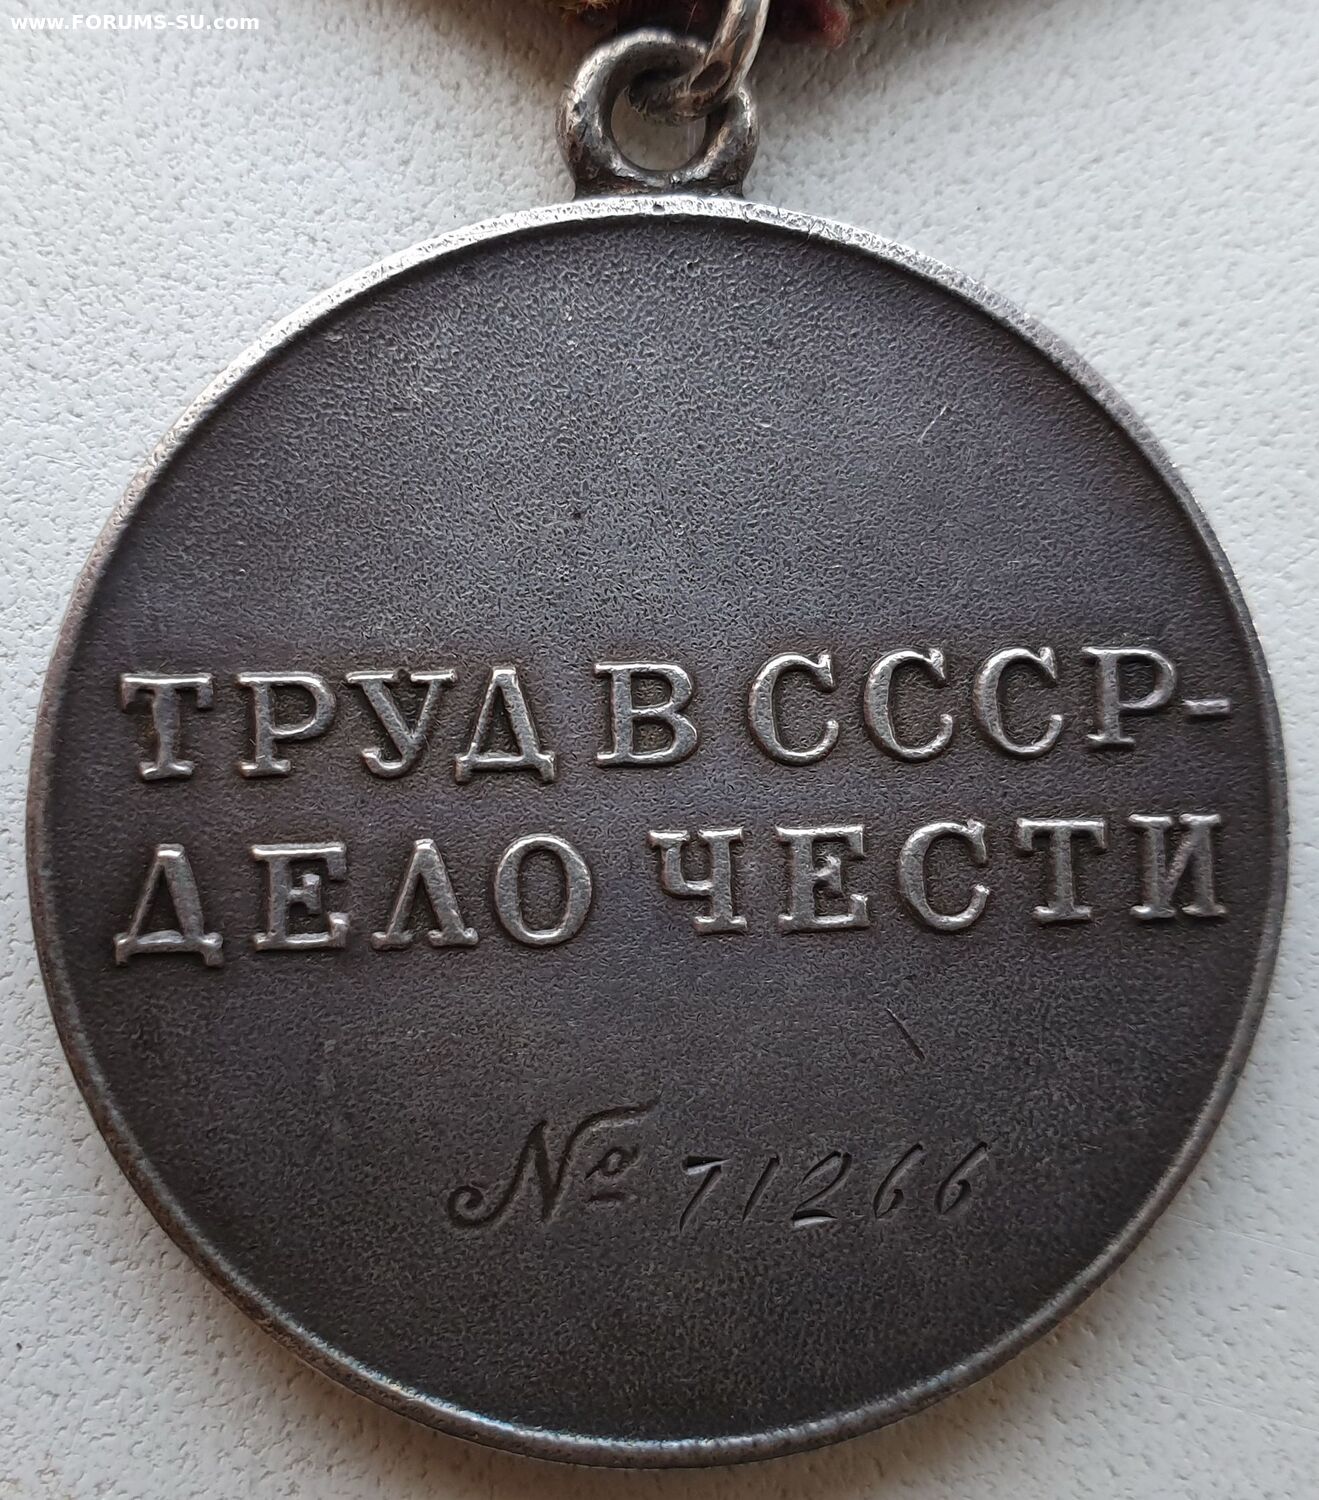 www.FORUMS-SU.com
ТРУД В СССР-
ДЕЛО ЧЕСТИ
№ 71266